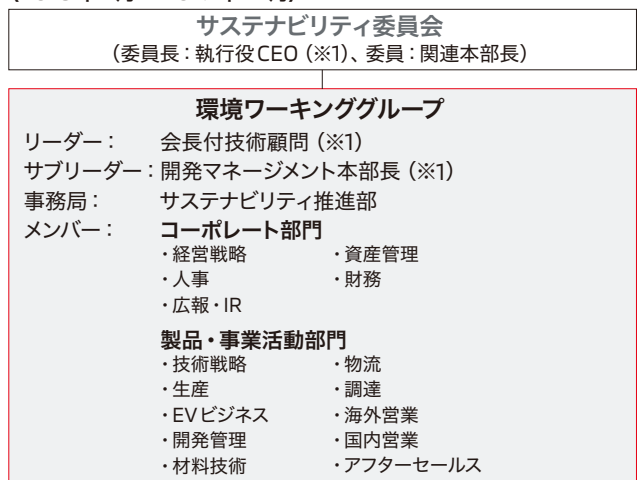 サステナビリティ委員会
(委員長:執行役CEO(※1)、委員:関連本部長)
環境ワーキンググループ
リーダー: 会長付技術顧問(※1)
サブリーダー:開発マネージメント本部長(※1)
事務局: サステナビリティ推進部
メンバー: コーポレート部門
・経営戦略 ・資産管理
・人事 ・財務
・広報・IR
製品・事業活動部門
・技術戦略 ・物流
・生産 ・調達
・EVビジネス ・海外営業
・開発管理 ・国内営業
・材料技術 ・アフターセールス